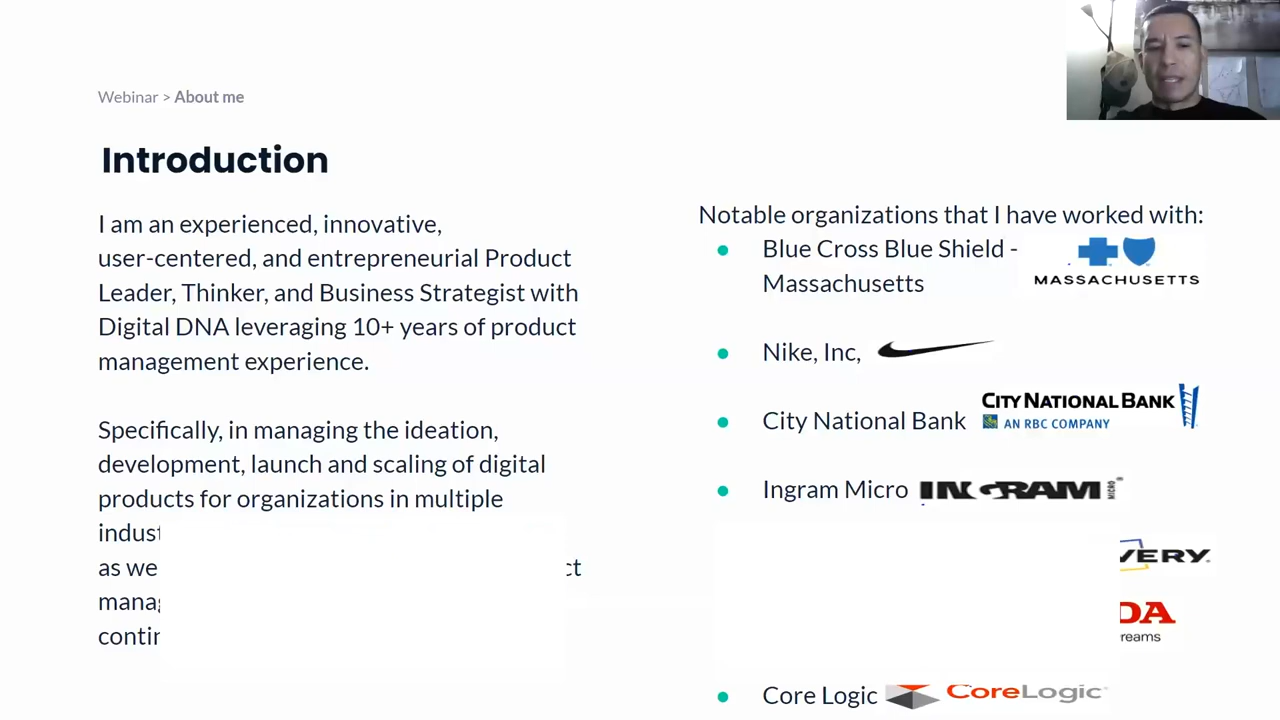 Webinar > About me
Introduction
I am an experienced, innovative,
user-centered, and entrepreneurial Product
Leader, Thinker, and Business Strategist with
Digital DNA leveraging 10+ years of product
management experience.
Specifically, in managing the ideation,
development, launch and scaling of digital
products for organizations in multiple
Notable organizations that I have worked with:
Blue Cross Blue Shield -
Massachusetts
MASSACHUSETTS
Nike, Inc,
City National Bank
CITY NATIONAL BANK
AN RBC COMPANY
Ingram Micro
INGRAM MICRO
Core Logic
CoreLogic